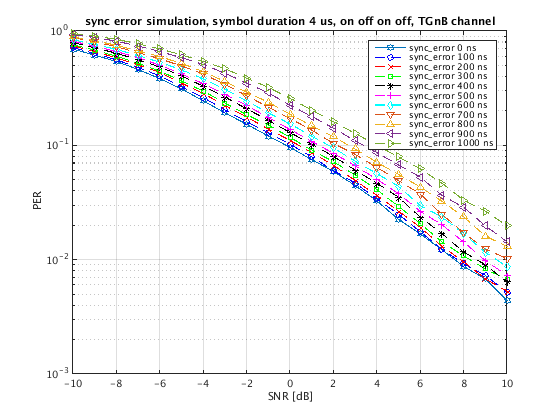 sync error simulation, symbol duration 4 us, on off on off, TGnB channel
sync_error 0 ns
sync_error 100 ns
sync_error 200 ns
sync_error 300 ns
sync_error 400 ns
sync_error 500 ns
sync_error 600 ns
sync_error 700 ns
sync_error 800 ns
sync_error 900 ns
sync_error 1000 ns
PER
10^0
10^-1
10^-2
10^-3
-10 -8 -6 -4 -2 0 2 4 6 8 10
SNR [dB]